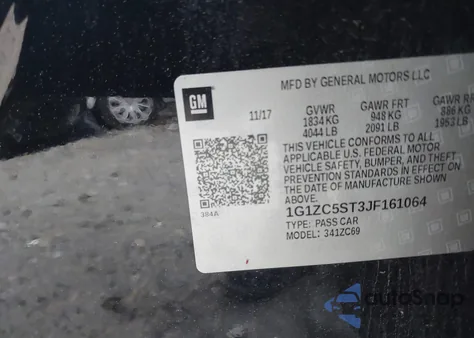 MFD BY GENERAL MOTORS LLC
GM
11/17
GVWR GAWR FRT GAWR
1834 KG 948 KG 886 KG
4044 LB 2091 LB 1953 LB
THIS VEHICLE CONFORMS TO ALL
APPLICABLE U.S. FEDERAL MOTOR
VEHICLE SAFETY, BUMPER, AND THEFT
PREVENTION STANDARDS IN EFFECT ON
THE DATE OF MANUFACTURE SHOWN
ABOVE.
384A
1G1ZC5ST3JF161064
TYPE: PASS CAR
MODEL: 341ZC69
autoSnap